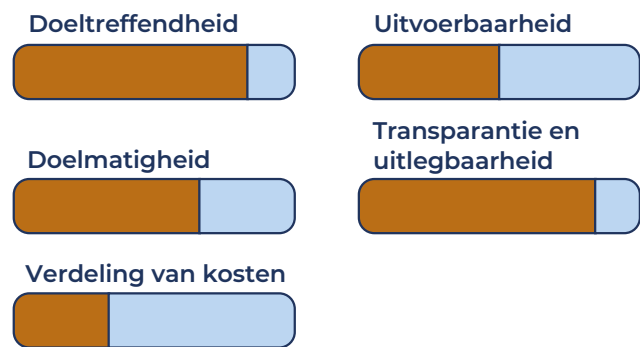 Doeltreffendheid
Uitvoerbaarheid
Doelmatigheid
Transparantie en
uitlegbaarheid
Verdeling van kosten